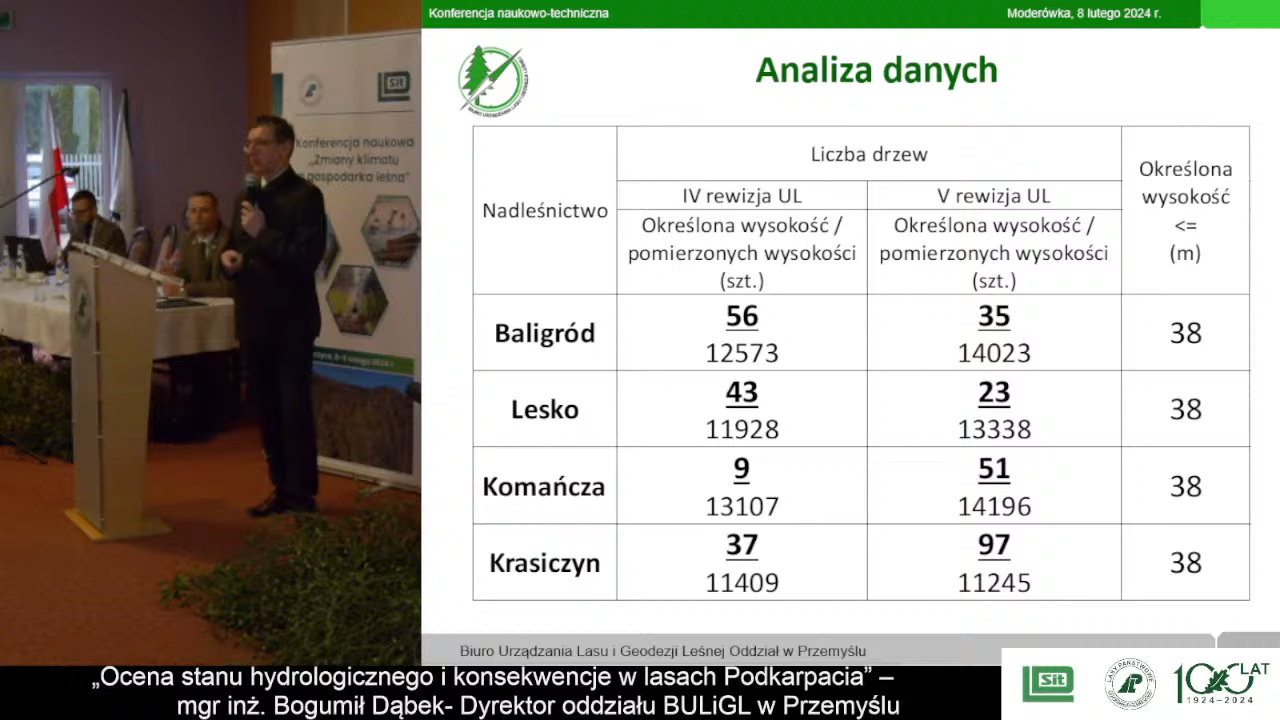 Konferencja naukowo-techniczna
Moderówka, 8 lutego 2024 r.
Analiza danych
Nadleśnictwo
Liczba drzew
Określona
wysokość
<=
(m)
IV rewizja UL
V rewizja UL
Określona wysokość /
pomierzonych wysokości
(szt.)
Określona wysokość /
pomierzonych wysokości
(szt.)
Baligród
56
12573
35
14023
38
Lesko
43
11928
23
13338
38
Komańcza
9
13107
51
14196
38
Krasiczyn
37
11409
97
11245
38
Biuro Urządzania Lasu i Geodezji Leśnej Oddział w Przemyślu
Sit
Konferencja naukowa
„Zmiany klimatu
gospodarka leśna”
„Ocena stanu hydrologicznego i konsekwencje w lasach Podkarpacia” –
mgr inż. Bogumił Dąbek- Dyrektor oddziału BULiGL w Przemyślu
Sit
100 LAT
1924-2024